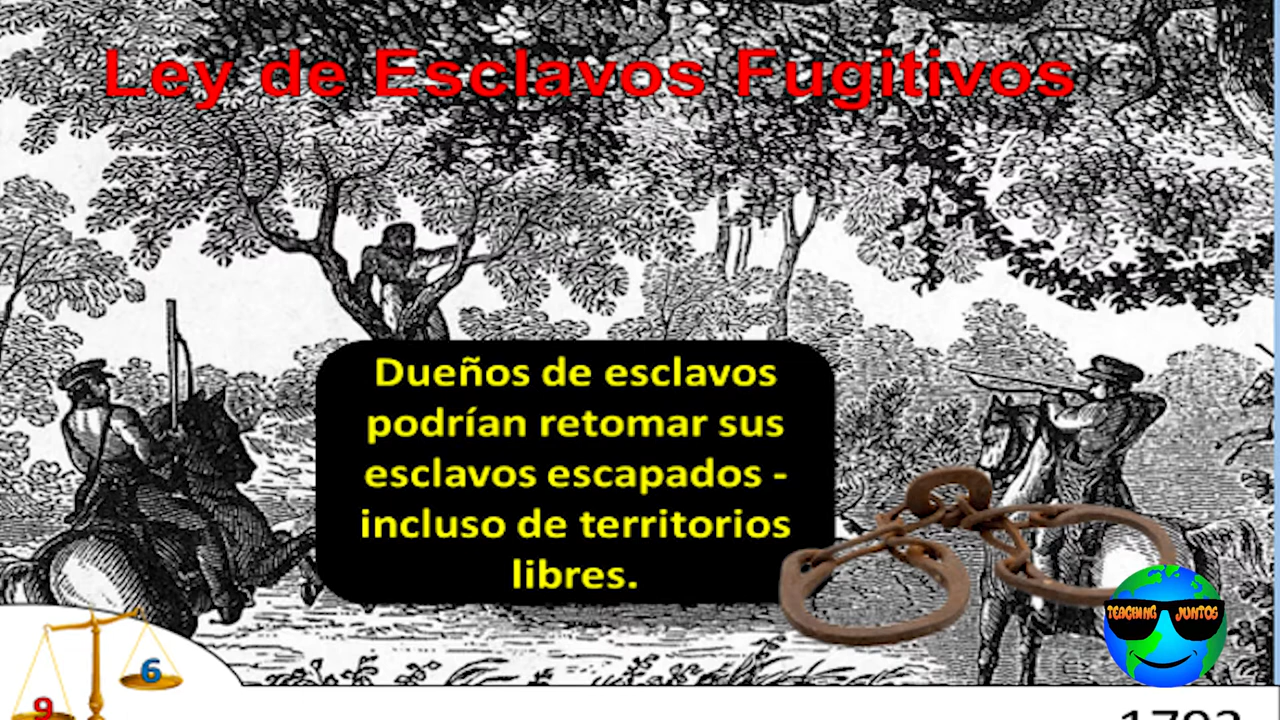 Ley de Esclavos Fugitivos
Dueños de esclavos
podrían retomar sus
esclavos escapados -
incluso de territorios
libres.
TEACHING JUNTOS
6
9